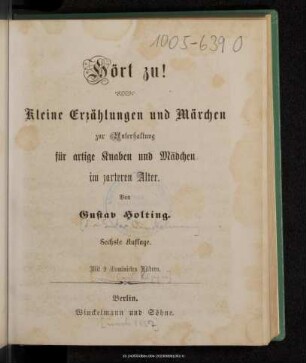 1005-639 0
Hört zu!
Kleine Erzählungen und Märchen
zur Unterhaltung
für artige Knaben und Mädchen
im zarteren Alter.
Von
Gustav Holting.
Sechste Auflage.
Mit 8 kolorirten Bildern.
Berlin.
Winckelmann und Söhne.